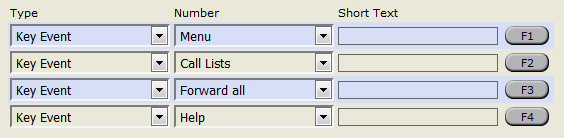 Type Number Short Text
Key Event Menu F1
Key Event Call Lists F2
Key Event Forward all F3
Key Event Help F4